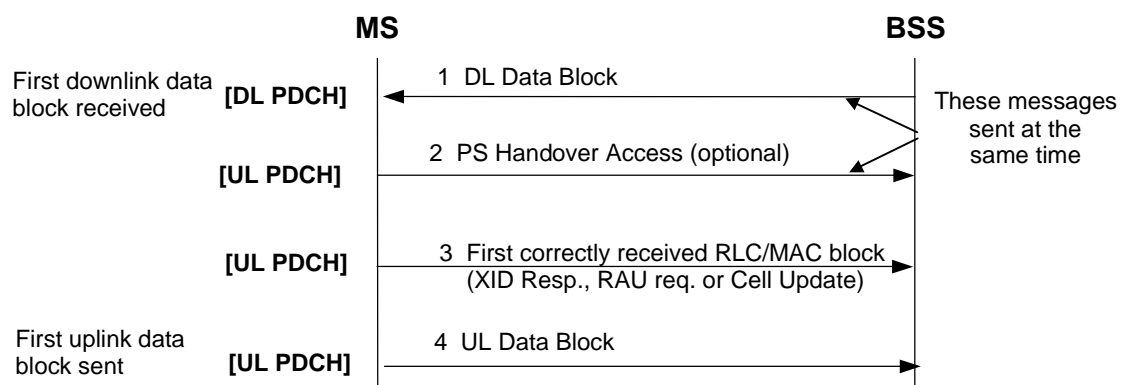 MS
BSS
First downlink data
block received
[DL PDCH]
1 DL Data Block
These messages
sent at the
same time
2 PS Handover Access (optional)
[UL PDCH]
3 First correctly received RLC/MAC block
(XID Resp., RAU req. or Cell Update)
[UL PDCH]
First uplink data
block sent
[UL PDCH]
4 UL Data Block